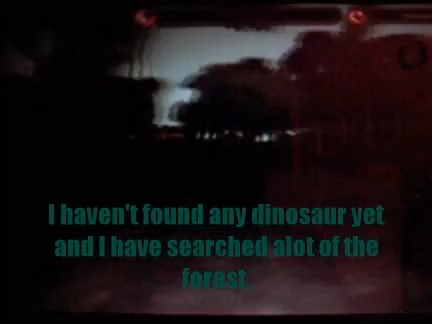 I haven't found any dinosaur yet
and I have searched alot of the
forest.